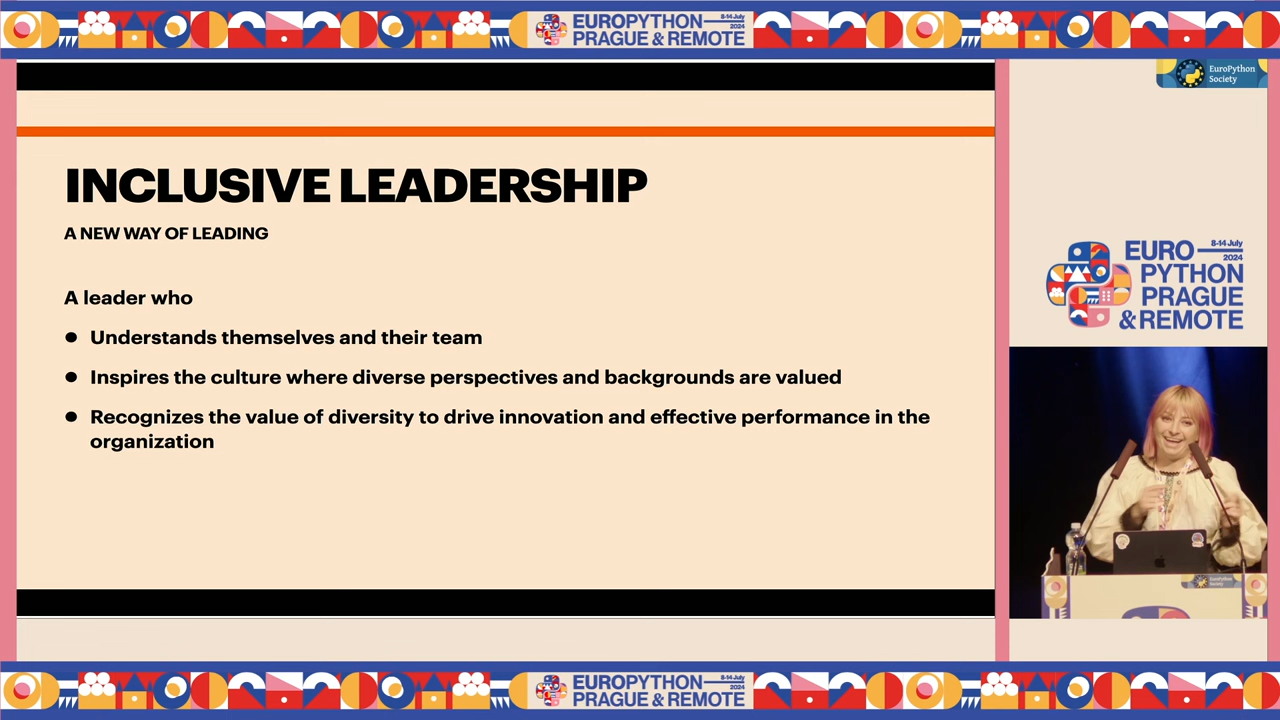 EUROPYTHON 8-14 July 2024
PRAGUE & REMOTE
EuroPython
Society
INCLUSIVE LEADERSHIP
A NEW WAY OF LEADING
A leader who
● Understands themselves and their team
● Inspires the culture where diverse perspectives and backgrounds are valued
● Recognizes the value of diversity to drive innovation and effective performance in the
organization
EURO 8-14 July
2024
PYTHON
PRAGUE
& REMOTE
EuroPython
Society
EUROPYTHON 8-14 July 2024
PRAGUE & REMOTE